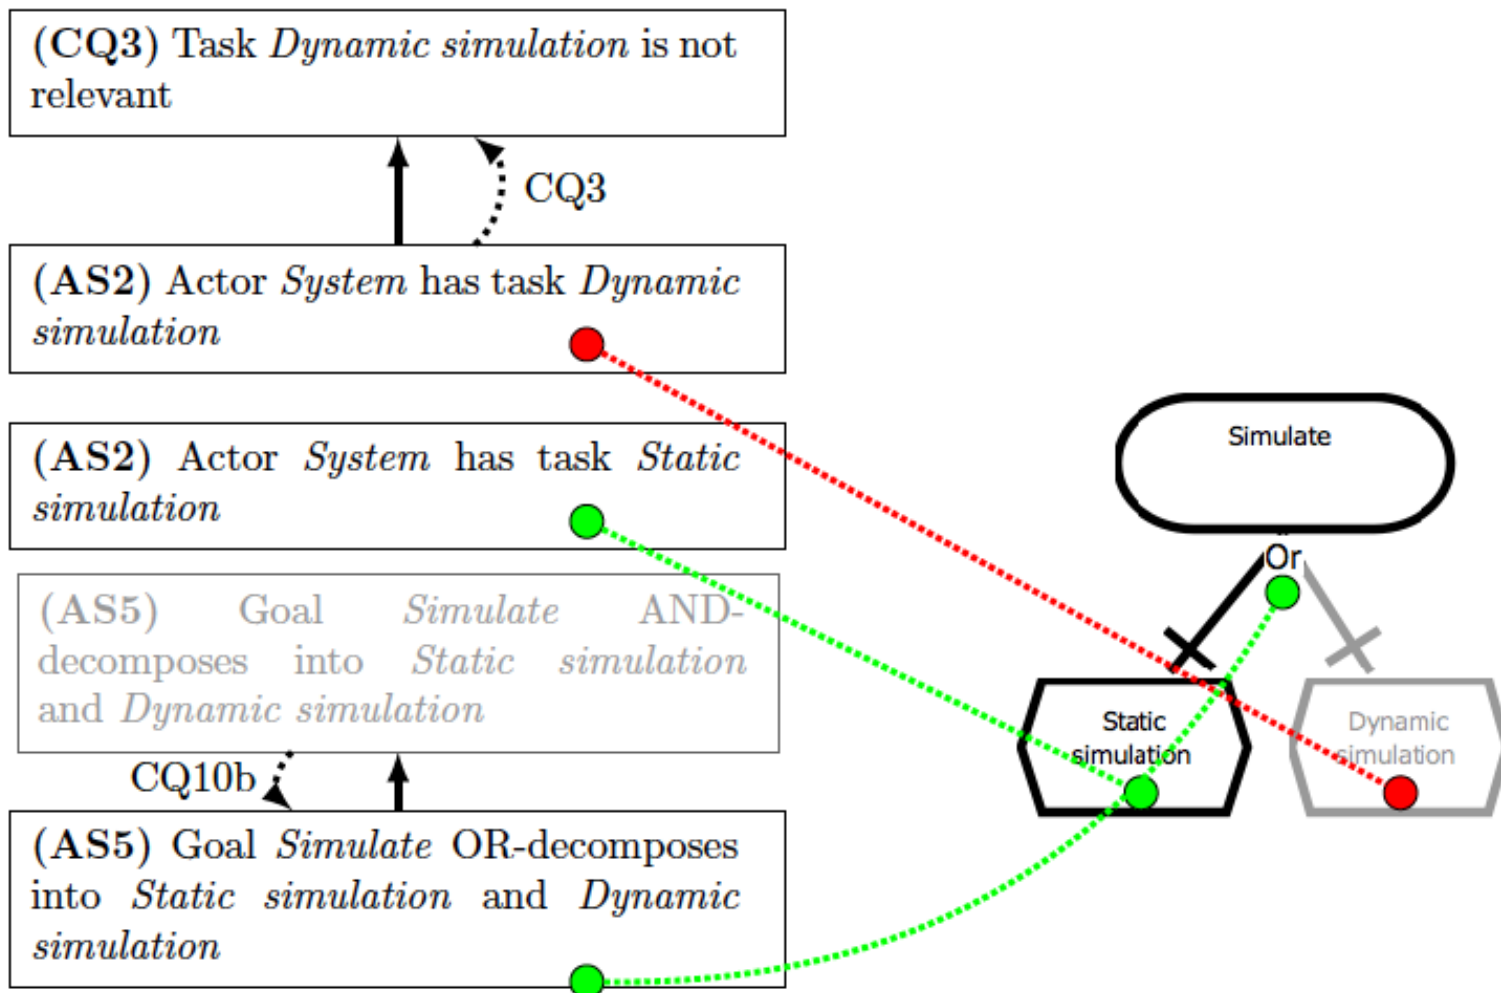 (CQ3) Task Dynamic simulation is not
relevant
CQ3
(AS2) Actor System has task Dynamic
simulation
(AS2) Actor System has task Static
simulation
(AS5) Goal Simulate AND-
decomposes into Static simulation
and Dynamic simulation
CQ10b
(AS5) Goal Simulate OR-decomposes
into Static simulation and Dynamic
simulation
Simulate
Or
Static
simulation
Dynamic
simulation